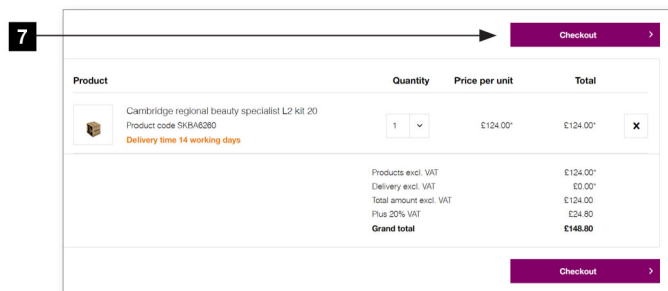 7
Checkout >
Product Quantity Price per unit Total
Cambridge regional beauty specialist L2 kit 20
Product code SKBA6260
Delivery time 14 working days
1 £124.00* £124.00* X
Products excl. VAT £124.00*
Delivery excl. VAT £0.00*
Total amount excl. VAT £124.00
Plus 20% VAT £24.80
Grand total £148.80
Checkout >